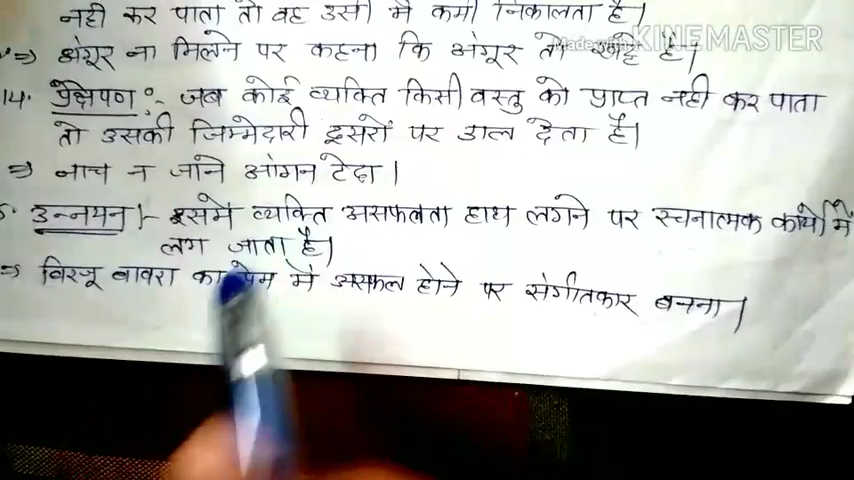 नही कर पाता तो वह उसी में कमी निकालता है।
⇒ अंगूर ना मिलने पर कहना कि अंगूर तो खट्टे है।
Made with KINEMASTER
14. प्रेक्षेपण :- जब कोई व्यक्ति किसी वस्तु को प्राप्त नही कर पाता
तो उसकी जिम्मेदारी दूसरों पर डाल देता है।
⇒ नाच न जाने आंगन टेढा।
उन्नयन :- इसमें व्यक्ति असफलता हाथ लगने पर रचनात्मक कार्यो में
लग जाता है।
⇒ बिरजू बावरा का प्रेम में असफल होने पर संगीतकार बनना।